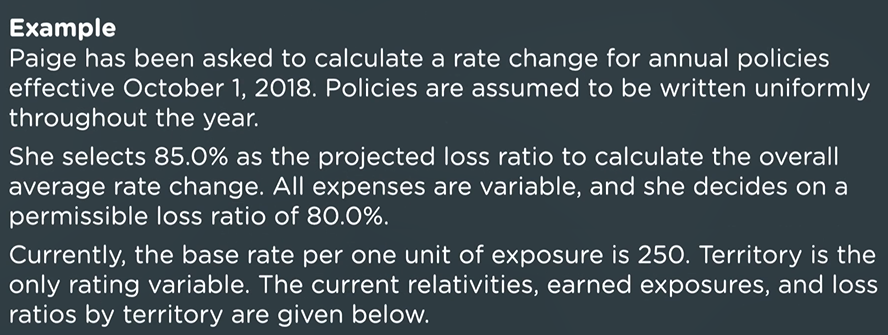 Example
Paige has been asked to calculate a rate change for annual policies
effective October 1, 2018. Policies are assumed to be written uniformly
throughout the year.
She selects 85.0% as the projected loss ratio to calculate the overall
average rate change. All expenses are variable, and she decides on a
permissible loss ratio of 80.0%.
Currently, the base rate per one unit of exposure is 250. Territory is the
only rating variable. The current relativities, earned exposures, and loss
ratios by territory are given below.